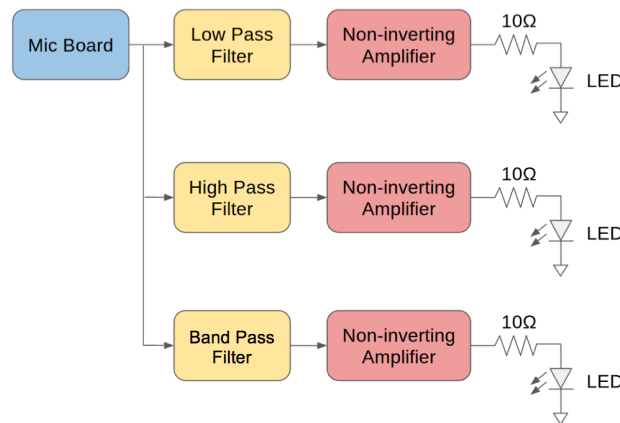 Mic Board
Low Pass
Filter
Non-inverting
Amplifier
10Ω
LED
High Pass
Filter
Non-inverting
Amplifier
10Ω
LED
Band Pass
Filter
Non-inverting
Amplifier
10Ω
LED